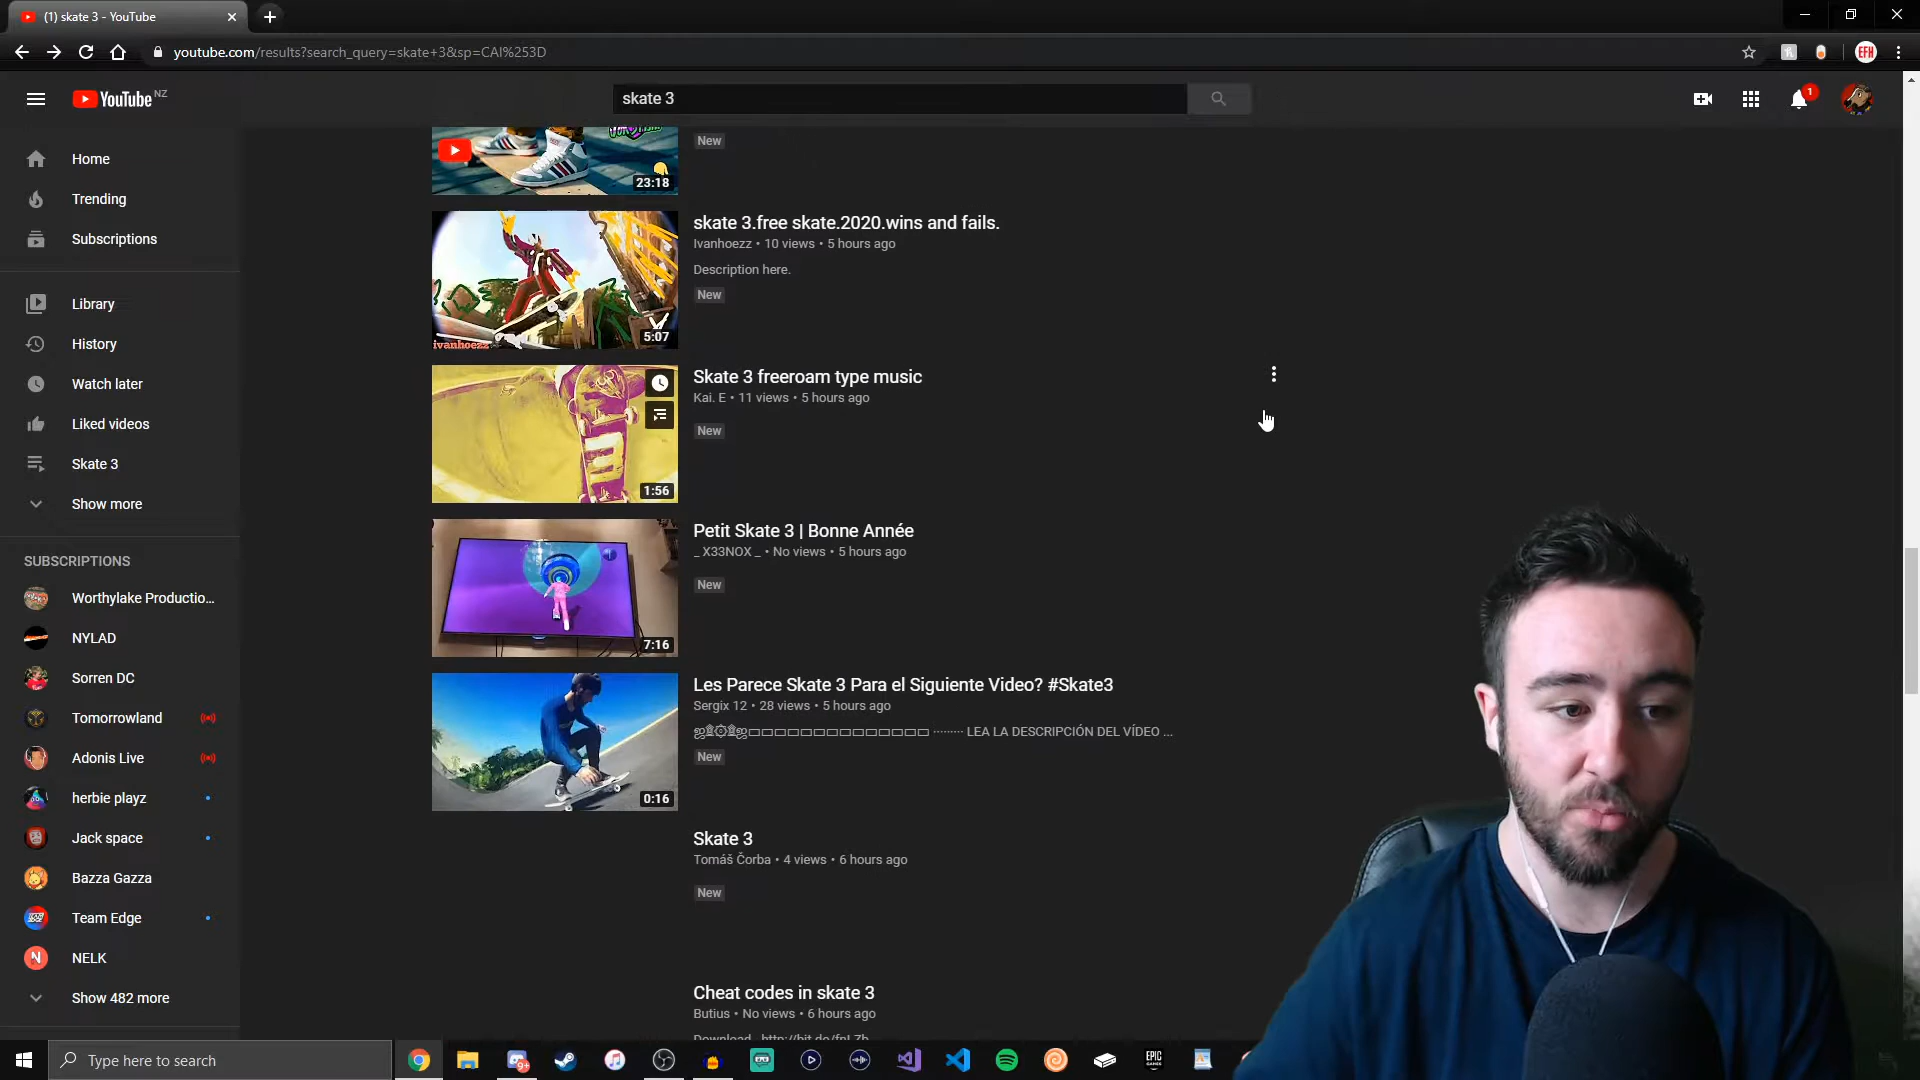 (1) skate 3 - YouTube
youtube.com/results?search_query=skate+3&sp=CAI%253D
EFH
YouTube NZ
skate 3
1
Home
Trending
Subscriptions
Library
History
Watch later
Liked videos
Skate 3
Show more
SUBSCRIPTIONS
Worthylake Productio...
NYLAD
Sorren DC
Tomorrowland
Adonis Live
herbie playz
Jack space
Bazza Gazza
Team Edge
NELK
Show 482 more
23:18
New
skate 3.free skate.2020.wins and fails.
Ivanhoezz • 10 views • 5 hours ago
Description here.
New
ivanhoezz
5:07
Skate 3 freeroam type music
Kai. E • 11 views • 5 hours ago
New
1:56
Petit Skate 3 | Bonne Année
_ X33NOX _ • No views • 5 hours ago
New
7:16
Les Parece Skate 3 Para el Siguiente Video? #Skate3
Sergix 12 • 28 views • 5 hours ago
LEA LA DESCRIPCIÓN DEL VÍDEO ...
New
0:16
Skate 3
Tomáš Čorba • 4 views • 6 hours ago
New
Cheat codes in skate 3
Butius • No views • 6 hours ago
Type here to search
9+
EPIC GAMES